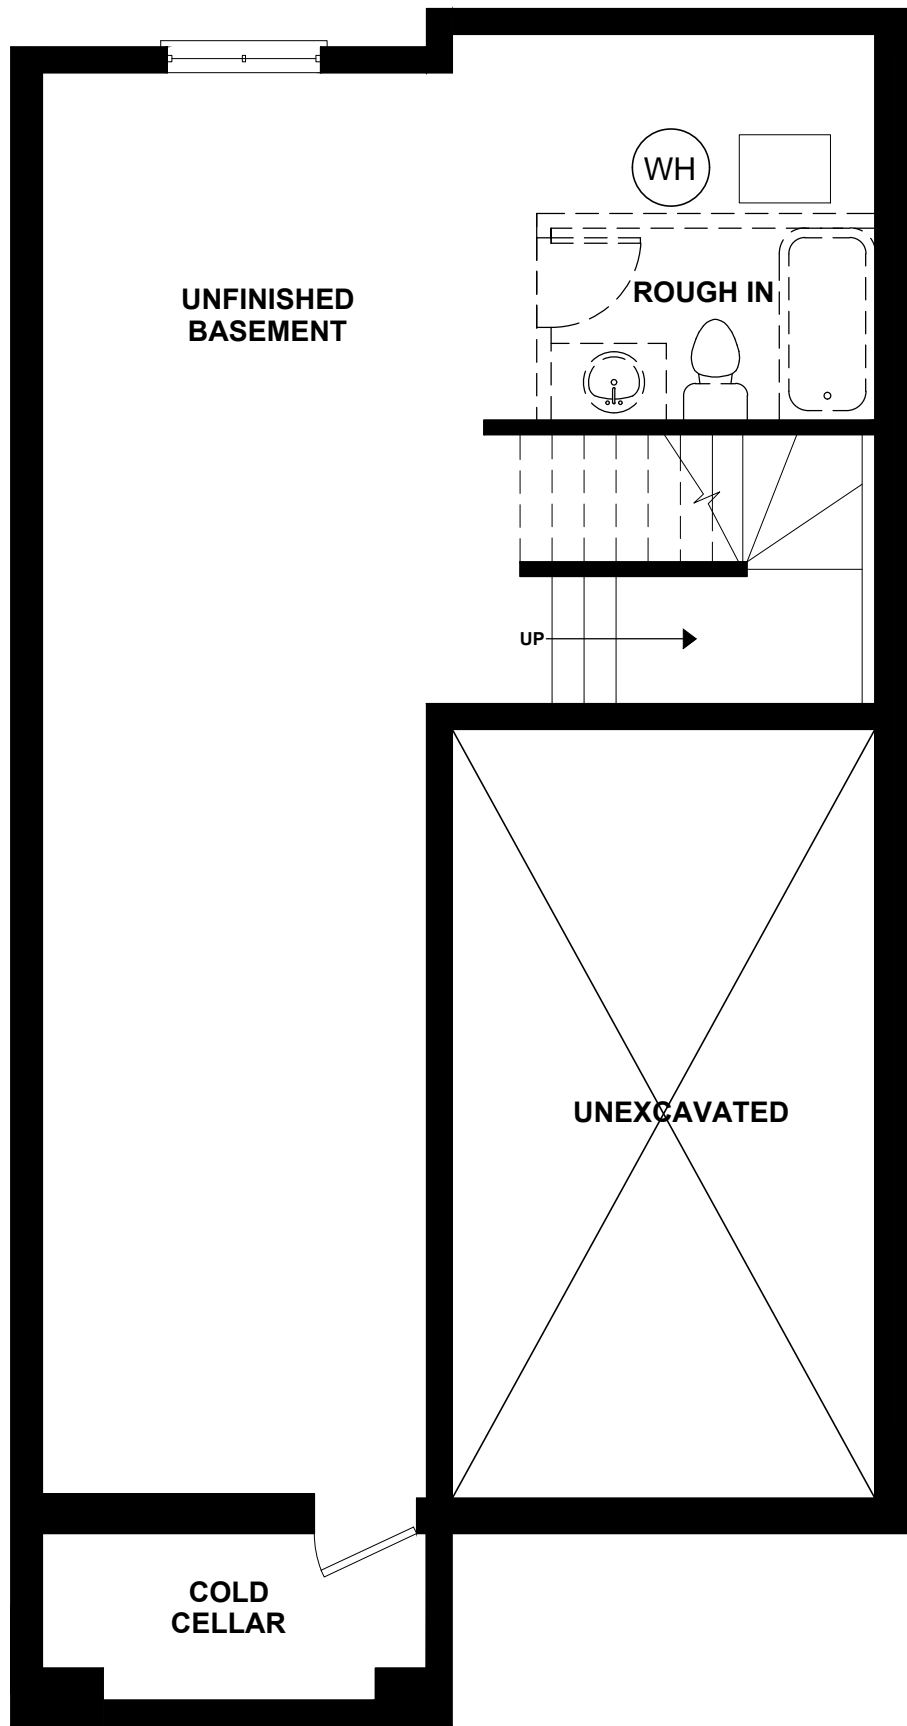 WH
UNFINISHED
BASEMENT
ROUGH IN
UP
UNEXCAVATED
COLD
CELLAR